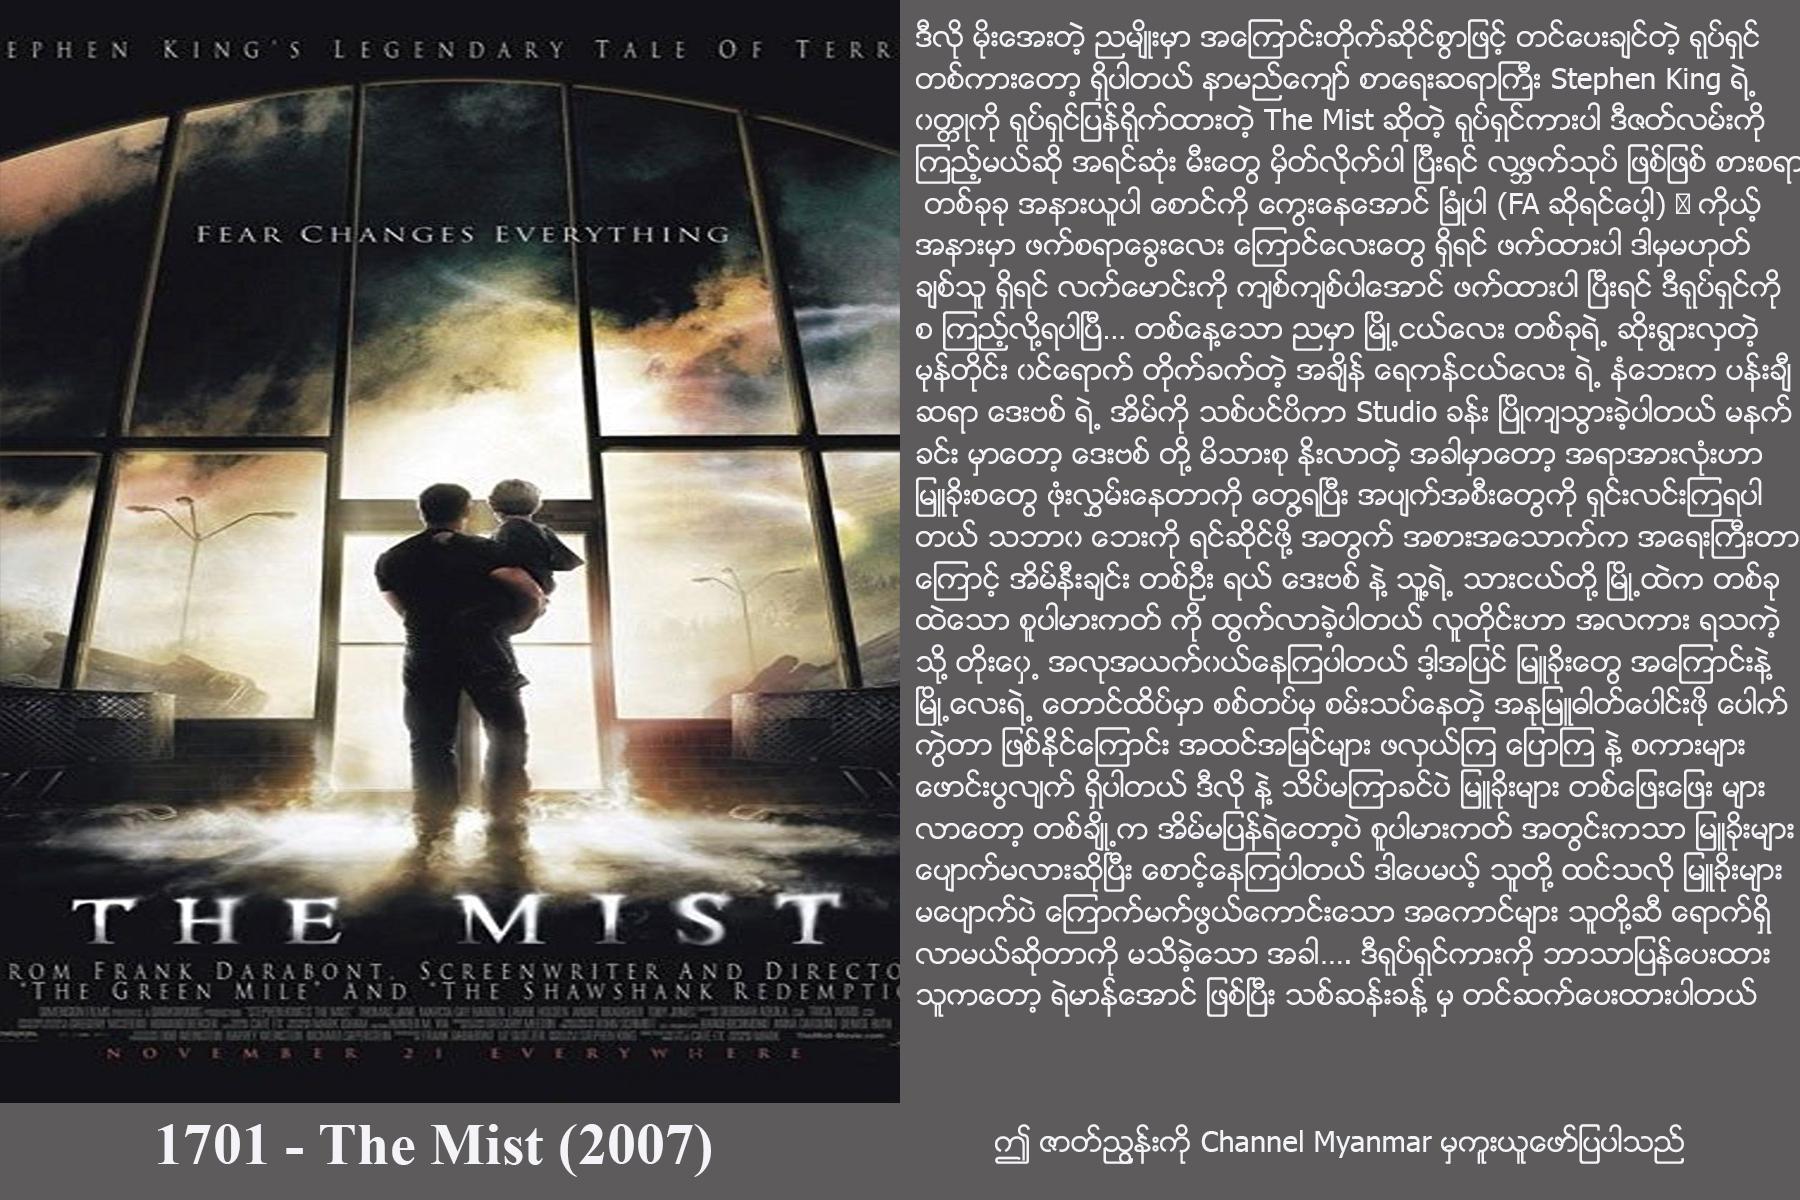 EPHEN KING'S LEGENDARY TALE OF TERR
FEAR CHANGES EVERYTHING
THE MIST
ROM FRANK DARABONT, SCREENWRITER AND DIRECTO
"THE GREEN MILE" AND "THE SHAWSHANK REDEMPTI
NOVEMBER 21 EVERYWHERE
1701 - The Mist (2007)
ဒီလို မိုးအေးတဲ့ ညမျိုးမှာ အကြောင်းတိုက်ဆိုင်စွာဖြင့် တင်ပေးချင်တဲ့ ရုပ်ရှင်
တစ်ကားတော့ ရှိပါတယ် နာမည်ကျော် စာရေးဆရာကြီး Stephen King ရဲ့
ဝတ္တုကို ရုပ်ရှင်ပြန်ရိုက်ထားတဲ့ The Mist ဆိုတဲ့ ရုပ်ရှင်ကားပါ ဒီဇတ်လမ်းကို
ကြည့်မယ်ဆို အရင်ဆုံး မီးတွေ မှိတ်လိုက်ပါ ပြီးရင် လဖ္ဘက်သုပ် ဖြစ်ဖြစ် စားစရာ
တစ်ခုခု အနားယူပါ စောင်ကို ကွေးနေအောင် ခြုံပါ (FA ဆိုရင်ပေါ့) ကိုယ့်
အနားမှာ ဖက်စရာခွေးလေး ကြောင်လေးတွေ ရှိရင် ဖက်ထားပါ ဒါမှမဟုတ်
ချစ်သူ ရှိရင် လက်မောင်းကို ကျစ်ကျစ်ပါအောင် ဖက်ထားပါ ပြီးရင် ဒီရုပ်ရှင်ကို
စ ကြည့်လို့ရပါပြီ... တစ်နေ့သော ညမှာ မြို့ငယ်လေး တစ်ခုရဲ့ ဆိုးရွားလှတဲ့
မုန်တိုင်း ဝင်ရောက် တိုက်ခက်တဲ့ အချိန် ရေကန်ငယ်လေး ရဲ့ နံဘေးက ပန်းချီ
ဆရာ ဒေးဗစ် ရဲ့ အိမ်ကို သစ်ပင်ပိကာ Studio ခန်း ပြိုကျသွားခဲ့ပါတယ် မနက်
ခင်း မှာတော့ ဒေးဗစ် တို့ မိသားစု နိုးလာတဲ့ အခါမှာတော့ အရာအားလုံးဟာ
မြူခိုးစတွေ ဖုံးလွှမ်းနေတာကို တွေ့ရပြီး အပျက်အစီးတွေကို ရှင်းလင်းကြရပါ
တယ် သဘာဝ ဘေးကို ရင်ဆိုင်ဖို့ အတွက် အစားအသောက်က အရေးကြီးတာ
ကြောင့် အိမ်နီးချင်း တစ်ဦး ရယ် ဒေးဗစ် နဲ့ သူ့ရဲ့ သားငယ်တို့ မြို့ထဲက တစ်ခု
ထဲသော စူပါမားကတ် ကို ထွက်လာခဲ့ပါတယ် လူတိုင်းဟာ အလကား ရသကဲ့
သို့ တိုးဝှေ့ အလုအယက်ဝယ်နေကြပါတယ် ဒ့ါအပြင် မြူခိုးတွေ အကြောင်းနဲ့
မြို့လေးရဲ့ တောင်ထိပ်မှာ စစ်တပ်မှ စမ်းသပ်နေတဲ့ အနုမြူဓါတ်ပေါင်းဖို ပေါက်
ကွဲတာ ဖြစ်နိုင်ကြောင်း အထင်အမြင်များ ဖလှယ်ကြ ပြောကြ နဲ့ စကားများ
ဖောင်းပွလျက် ရှိပါတယ် ဒီလို နဲ့ သိပ်မကြာခင်ပဲ မြူခိုးများ တစ်ဖြေးဖြေး များ
လာတော့ တစ်ချို့က အိမ်မပြန်ရဲတော့ပဲ စူပါမားကတ် အတွင်းကသာ မြူခိုးများ
ပျောက်မလားဆိုပြီး စောင့်နေကြပါတယ် ဒါပေမယ့် သူတို့ ထင်သလို မြူခိုးများ
မပျောက်ပဲ ကြောက်မက်ဖွယ်ကောင်းသော အကောင်များ သူတို့ဆီ ရောက်ရှိ
လာမယ်ဆိုတာကို မသိခဲ့သော အခါ.... ဒီရုပ်ရှင်ကားကို ဘာသာပြန်ပေးထား
သူကတော့ ရဲမာန်အောင် ဖြစ်ပြီး သစ်ဆန်းခန့် မှ တင်ဆက်ပေးထားပါတယ်
ဤ ဇာတ်ညွှန်းကို Channel Myanmar မှကူးယူဖော်ပြပါသည်